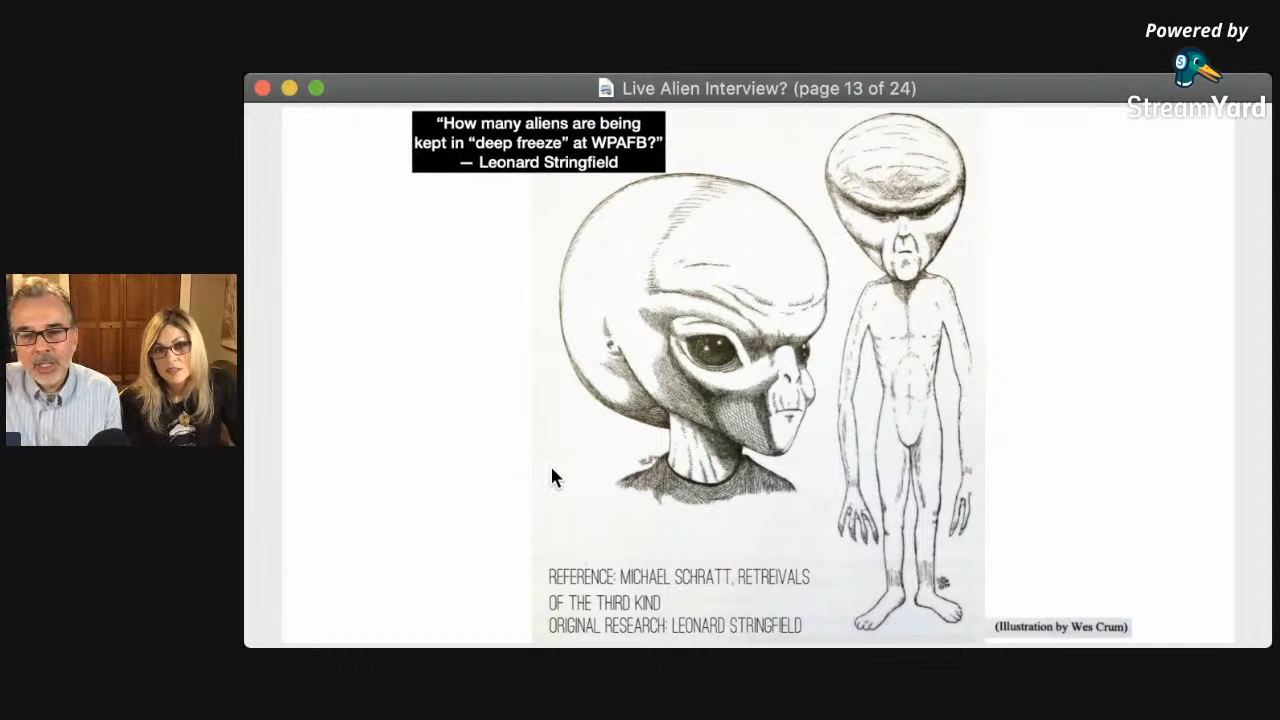 Powered by
StreamYard
Live Alien Interview? (page 13 of 24)
“How many aliens are being
kept in “deep freeze” at WPAFB?”
— Leonard Stringfield
REFERENCE: MICHAEL SCHRATT, RETREIVALS
OF THE THIRD KIND
ORIGINAL RESEARCH: LEONARD STRINGFIELD
(Illustration by Wes Crum)